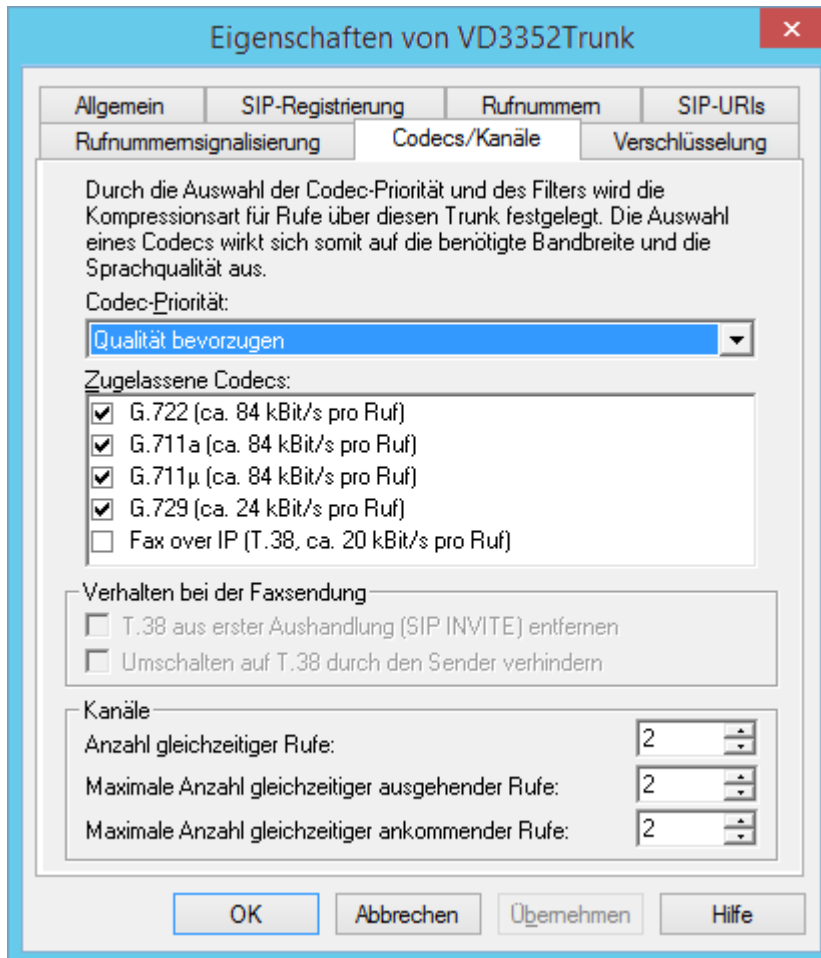 Eigenschaften von VD3352Trunk
Allgemein
SIP-Registrierung
Rufnummern
SIP-URIs
Rufnummernsignalisierung
Codecs/Kanäle
Verschlüsselung
Durch die Auswahl der Codec-Priorität und des Filters wird die
Kompressionsart für Rufe über diesen Trunk festgelegt. Die Auswahl
eines Codecs wirkt sich somit auf die benötigte Bandbreite und die
Sprachqualität aus.
Codec-Priorität:
Qualität bevorzugen
Zugelassene Codecs:
G.722 (ca. 84 kBit/s pro Ruf)
G.711a (ca. 84 kBit/s pro Ruf)
G.711µ (ca. 84 kBit/s pro Ruf)
G.729 (ca. 24 kBit/s pro Ruf)
Fax over IP (T.38, ca. 20 kBit/s pro Ruf)
Verhalten bei der Faxsendung
T.38 aus erster Aushandlung (SIP INVITE) entfernen
Umschalten auf T.38 durch den Sender verhindern
Kanäle
Anzahl gleichzeitiger Rufe: 2
Maximale Anzahl gleichzeitiger ausgehender Rufe: 2
Maximale Anzahl gleichzeitiger ankommender Rufe: 2
OK
Abbrechen
Übernehmen
Hilfe